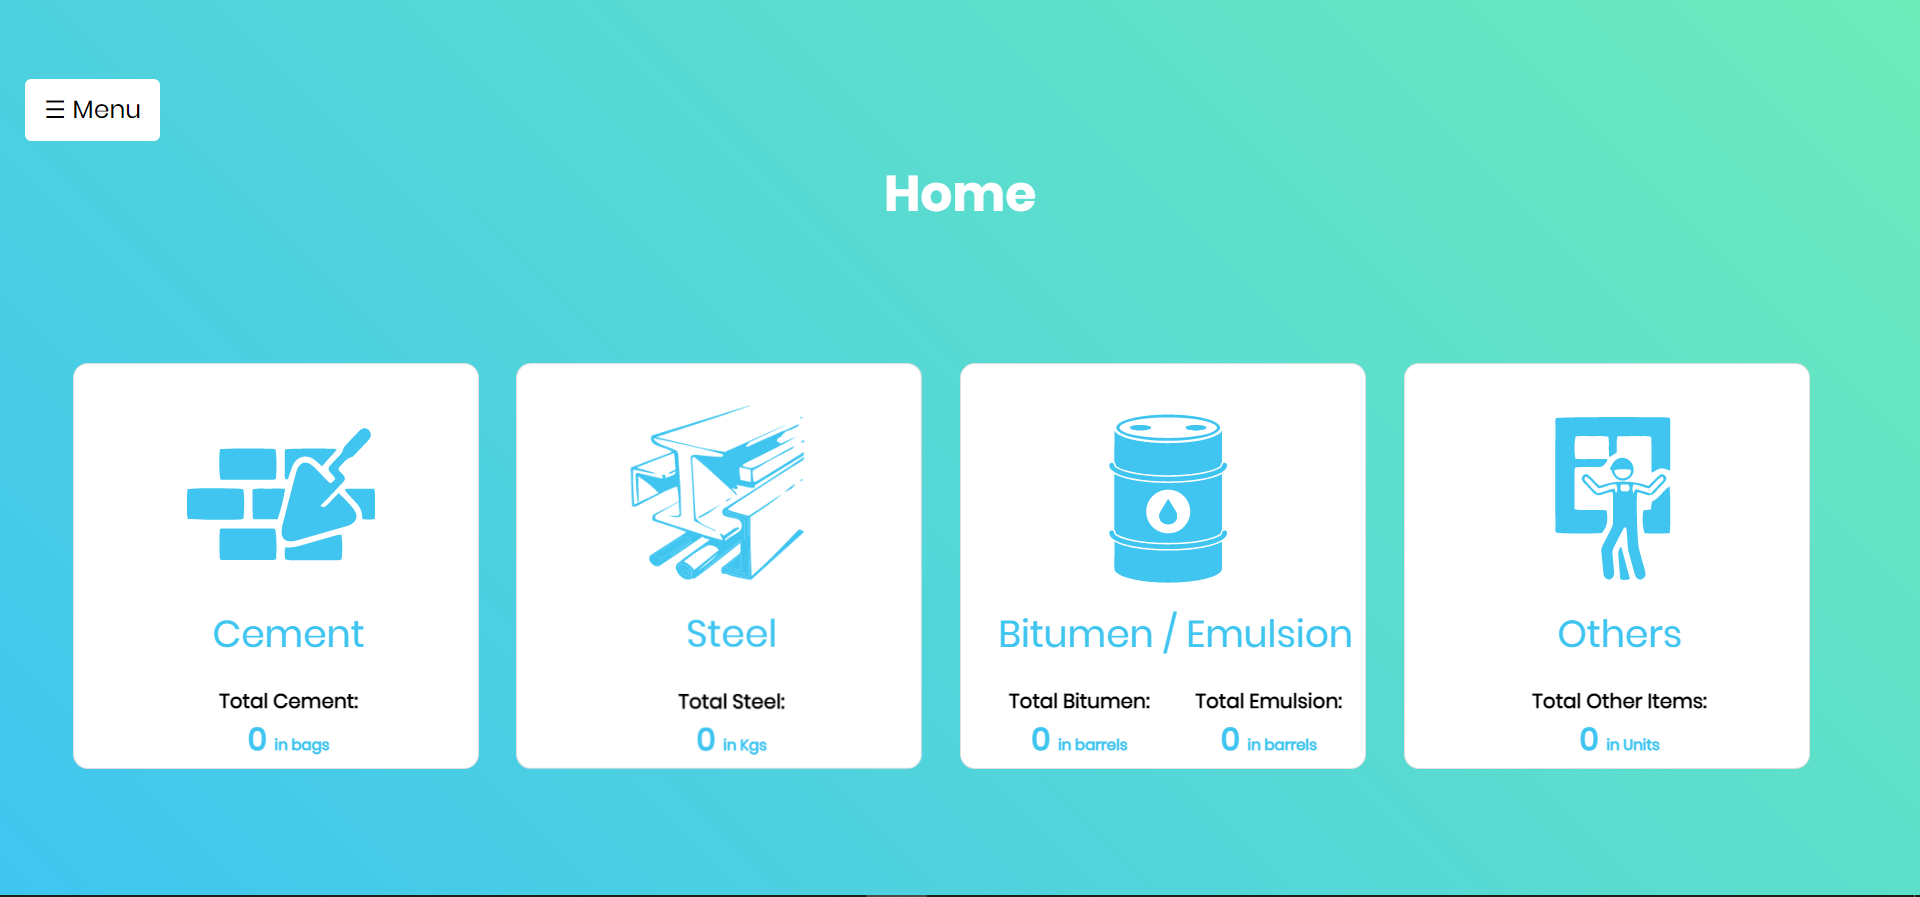 ☰ Menu
Home
Cement
Total Cement:
0 in bags
Steel
Total Steel:
0 in Kgs
Bitumen / Emulsion
Total Bitumen:
0 in barrels
Total Emulsion:
0 in barrels
Others
Total Other Items:
0 in Units